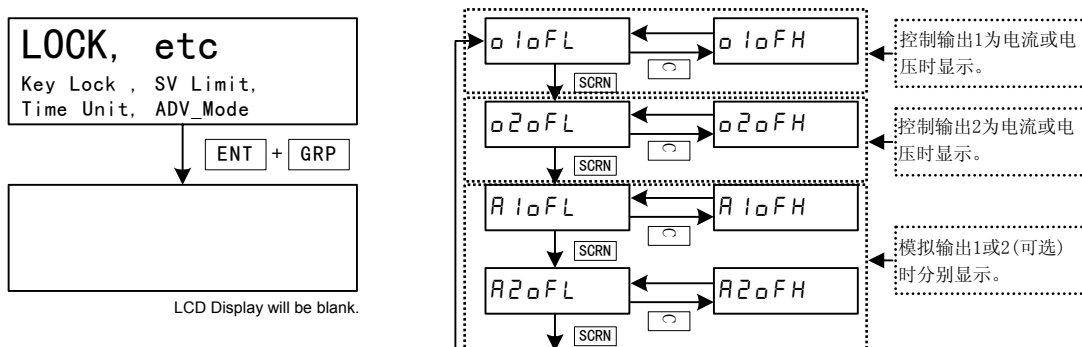 LOCK, etc
Key Lock , SV Limit,
Time Unit, ADV_Mode
ENT + GRP
LCD Display will be blank.
o1oFL
o1oFH
C
SCRN
控制输出1为电流或电
压时显示。
o2oFL
o2oFH
C
SCRN
控制输出2为电流或电
压时显示。
A1oFL
A1oFH
C
SCRN
A2oFL
A2oFH
C
SCRN
模拟输出1或2(可选)
时分别显示。